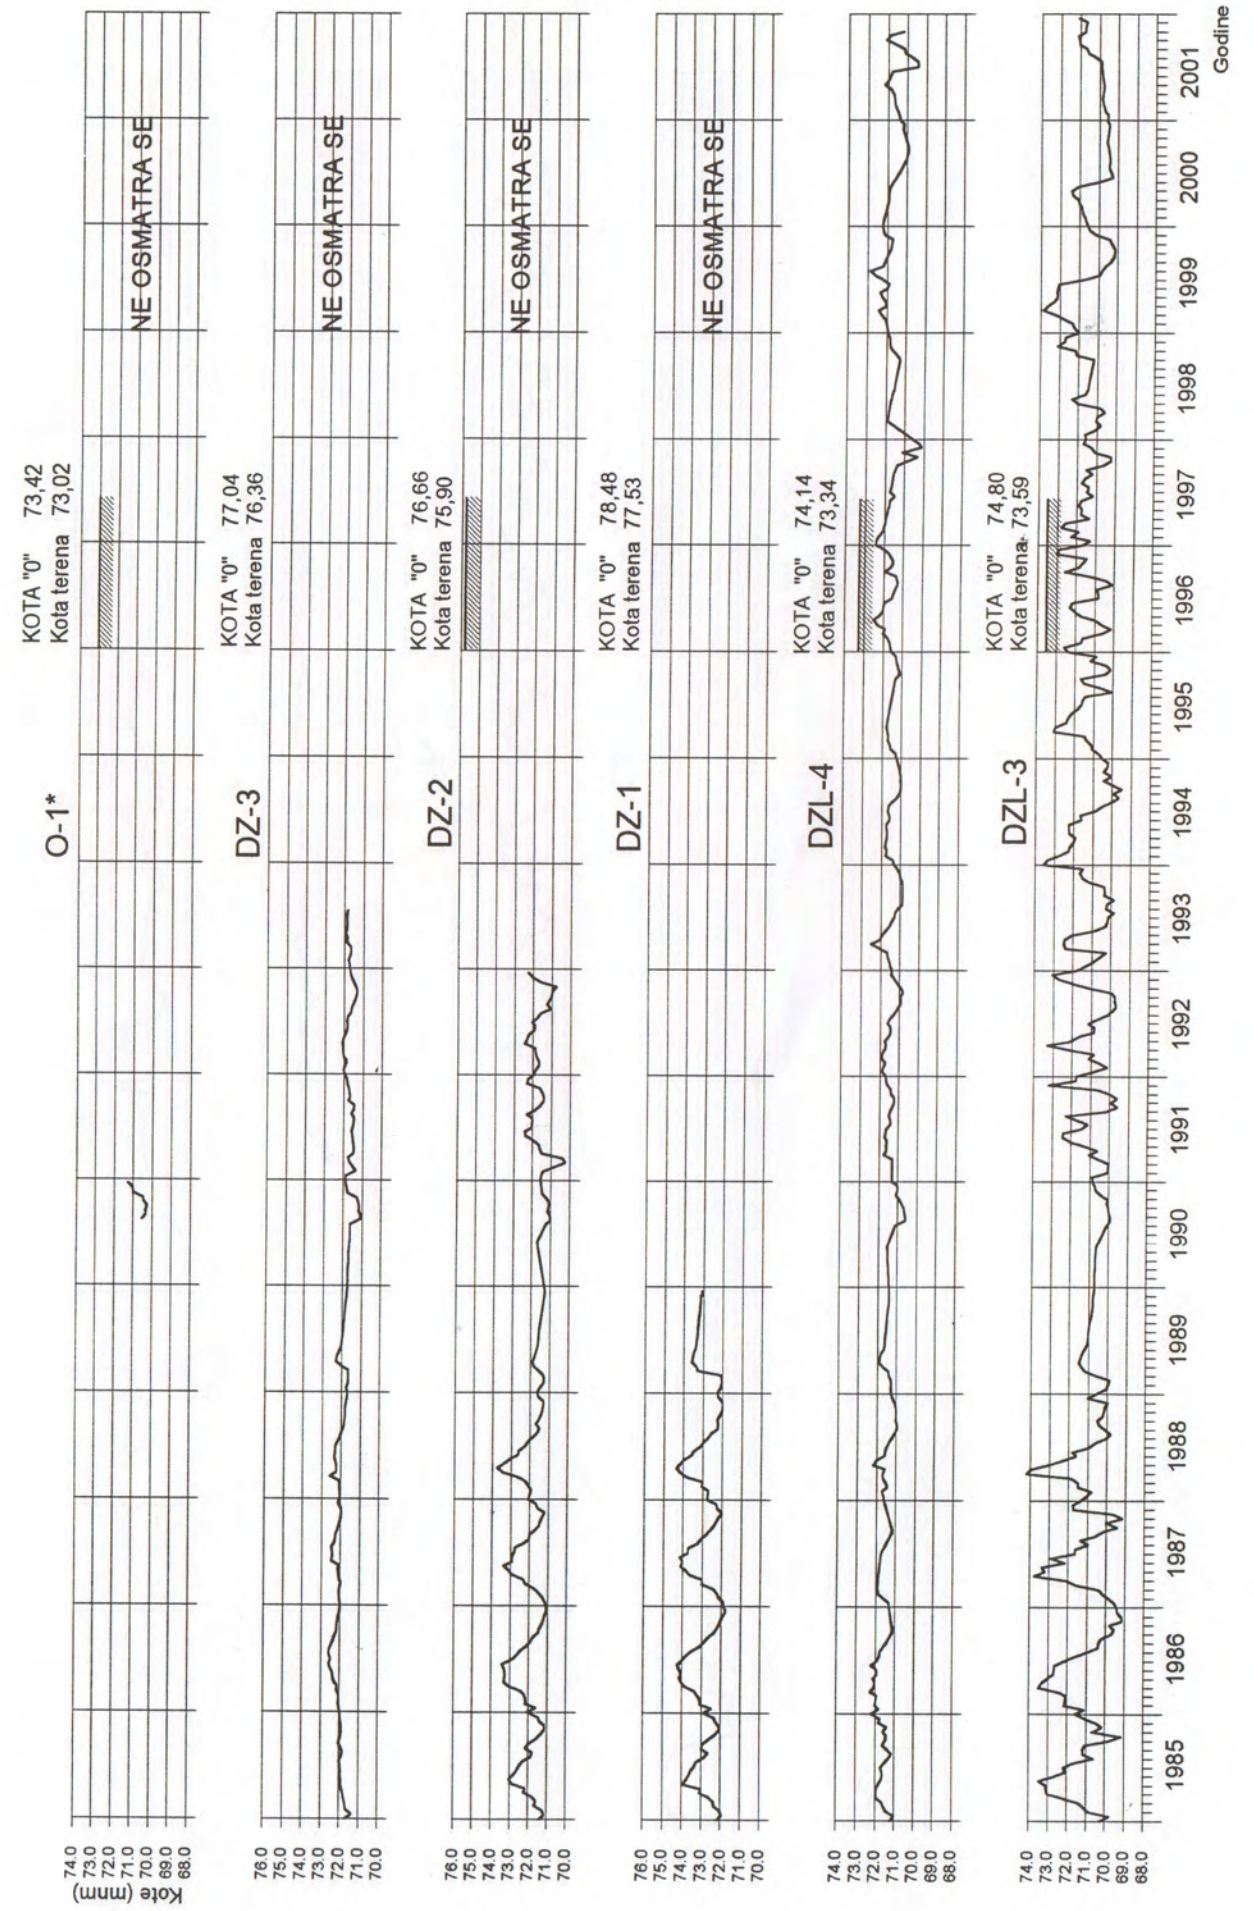 O-1*
KOTA "0" 73,42
Kota terena 73,02
Kote (mnm)
74.0
73.0
72.0
71.0
70.0
69.0
68.0
NE OSMATRA SE
DZ-3
KOTA "0" 77,04
Kota terena 76,36
76.0
75.0
74.0
73.0
72.0
71.0
70.0
NE OSMATRA SE
DZ-2
KOTA "0" 76,66
Kota terena 75,90
76.0
75.0
74.0
73.0
72.0
71.0
70.0
NE OSMATRA SE
DZ-1
KOTA "0" 78,48
Kota terena 77,53
76.0
75.0
74.0
73.0
72.0
71.0
70.0
NE OSMATRA SE
DZL-4
KOTA "0" 74,14
Kota terena 73,34
74.0
73.0
72.0
71.0
70.0
69.0
68.0
DZL-3
KOTA "0" 74,80
Kota terena 73,59
74.0
73.0
72.0
71.0
70.0
69.0
68.0
1985 1986 1987 1988 1989 1990 1991 1992 1993 1994 1995 1996 1997 1998 1999 2000 2001
Godine